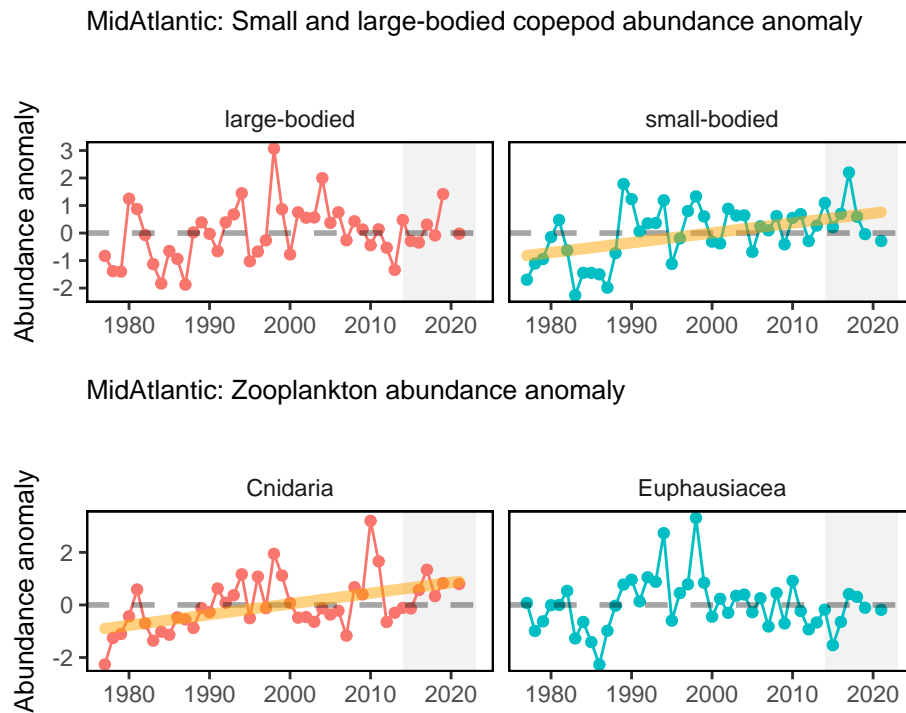 MidAtlantic: Small and large-bodied copepod abundance anomaly
Abundance anomaly
large-bodied
small-bodied
3
2
1
0
-1
-2
1980 1990 2000 2010 2020
1980 1990 2000 2010 2020
MidAtlantic: Zooplankton abundance anomaly
Abundance anomaly
Cnidaria
Euphausiacea
2
0
-2
1980 1990 2000 2010 2020
1980 1990 2000 2010 2020